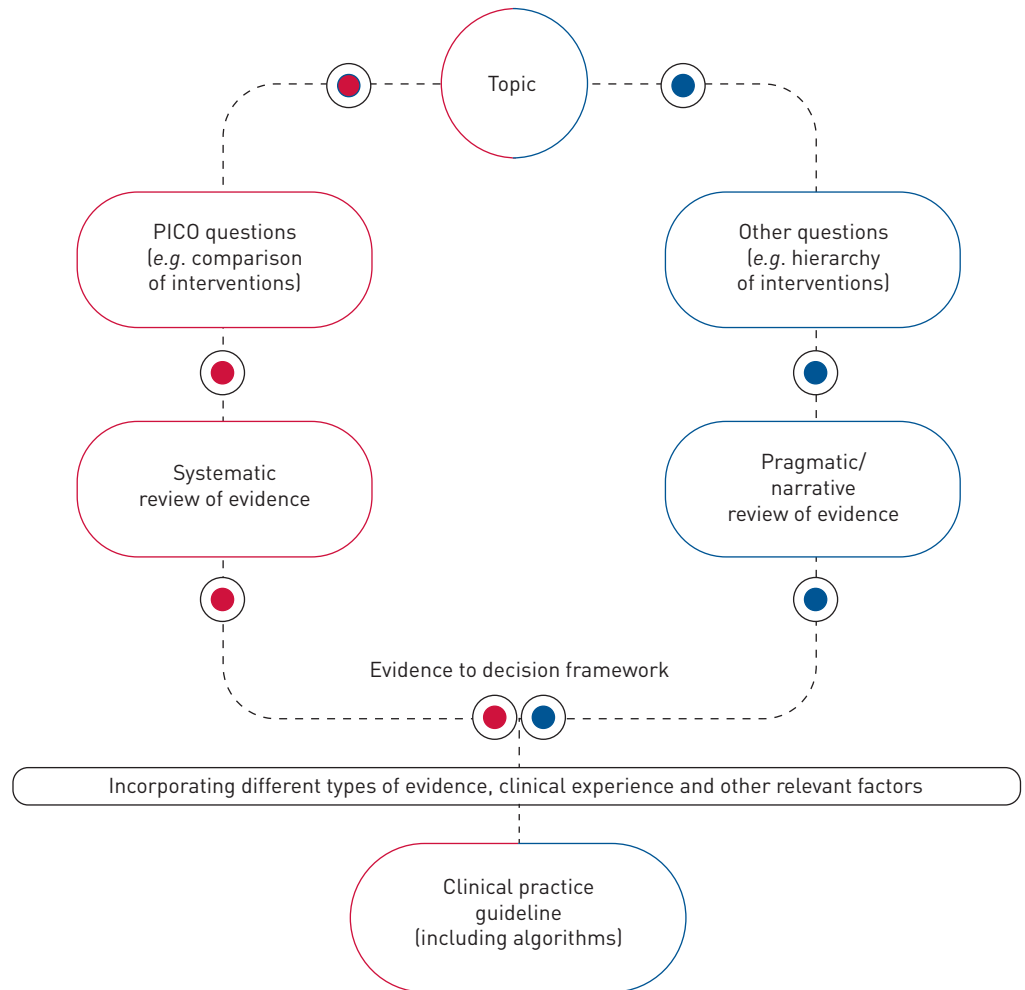 Topic
PICO questions
(e.g. comparison
of interventions)
Other questions
(e.g. hierarchy
of interventions)
Systematic
review of evidence
Pragmatic/
narrative
review of evidence
Evidence to decision framework
Incorporating different types of evidence, clinical experience and other relevant factors
Clinical practice
guideline
(including algorithms)